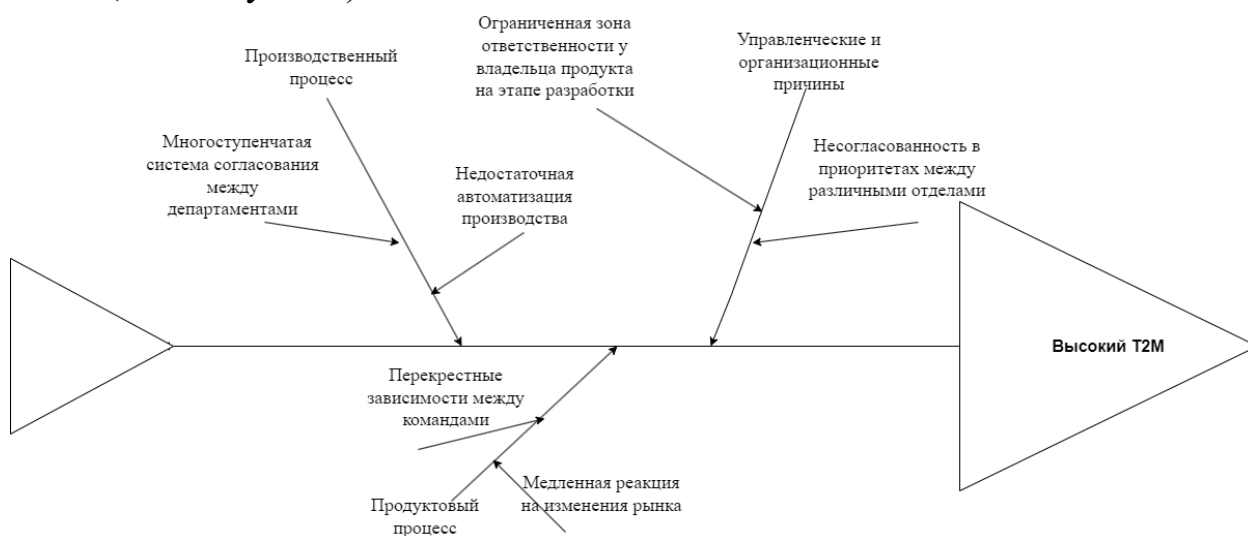 Производственный
процесс
Ограниченная зона
ответственности у
владельца продукта
на этапе разработки
Управленческие и
организационные
причины
Многоступенчатая
система согласования
между
департаментами
Недостаточная
автоматизация
производства
Несогласованность в
приоритетах между
различными отделами
Высокий T2M
Перекрестные
зависимости между
командами
Продуктовый
процесс
Медленная реакция
на изменения рынка